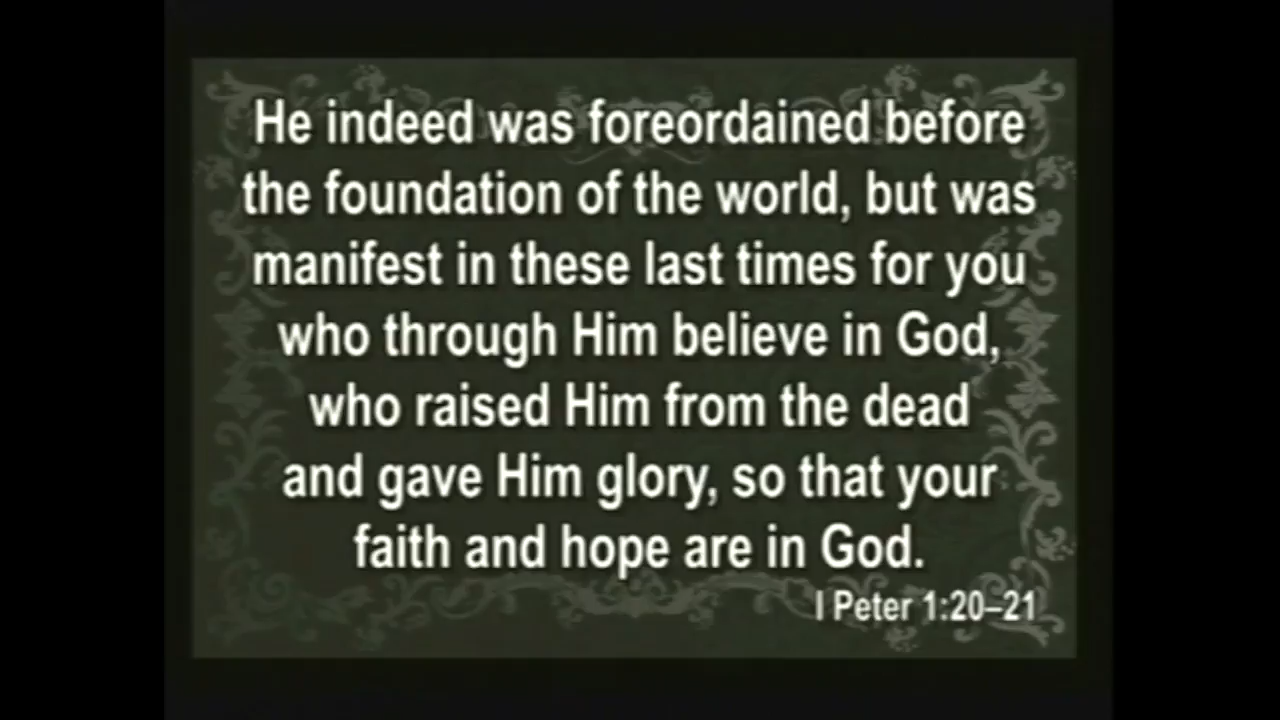 He indeed was foreordained before
the foundation of the world, but was
manifest in these last times for you
who through Him believe in God,
who raised Him from the dead
and gave Him glory, so that your
faith and hope are in God.
I Peter 1:20–21